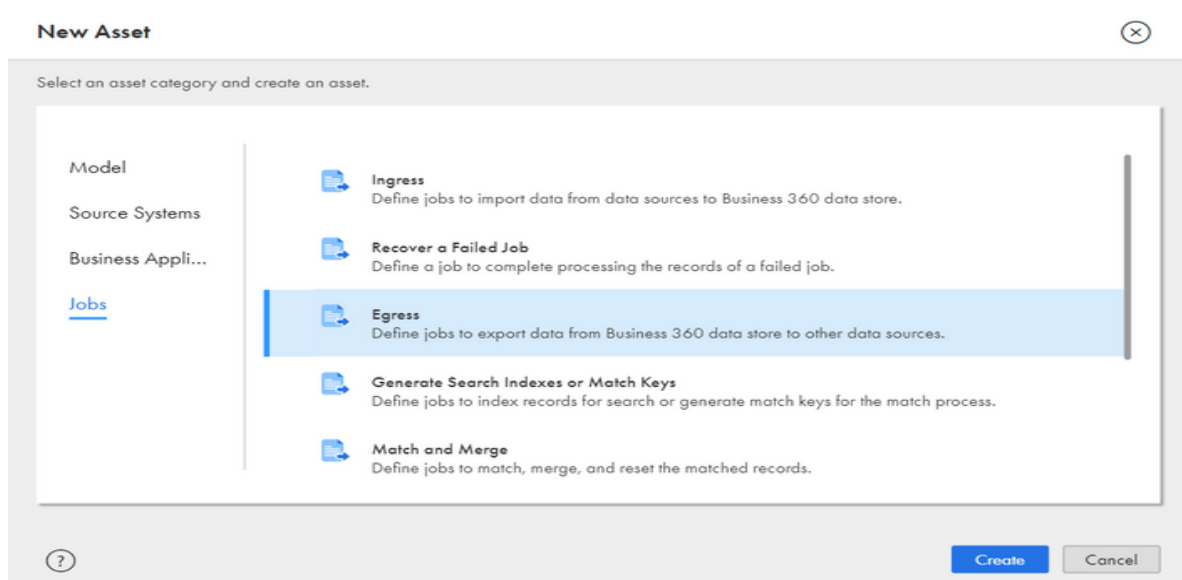 New Asset
Select an asset category and create an asset.
Model
Source Systems
Business Appli...
Jobs
Ingress
Define jobs to import data from data sources to Business 360 data store.
Recover a Failed Job
Define a job to complete processing the records of a failed job.
Egress
Define jobs to export data from Business 360 data store to other data sources.
Generate Search Indexes or Match Keys
Define jobs to index records for search or generate match keys for the match process.
Match and Merge
Define jobs to match, merge, and reset the matched records.
?
Create
Cancel